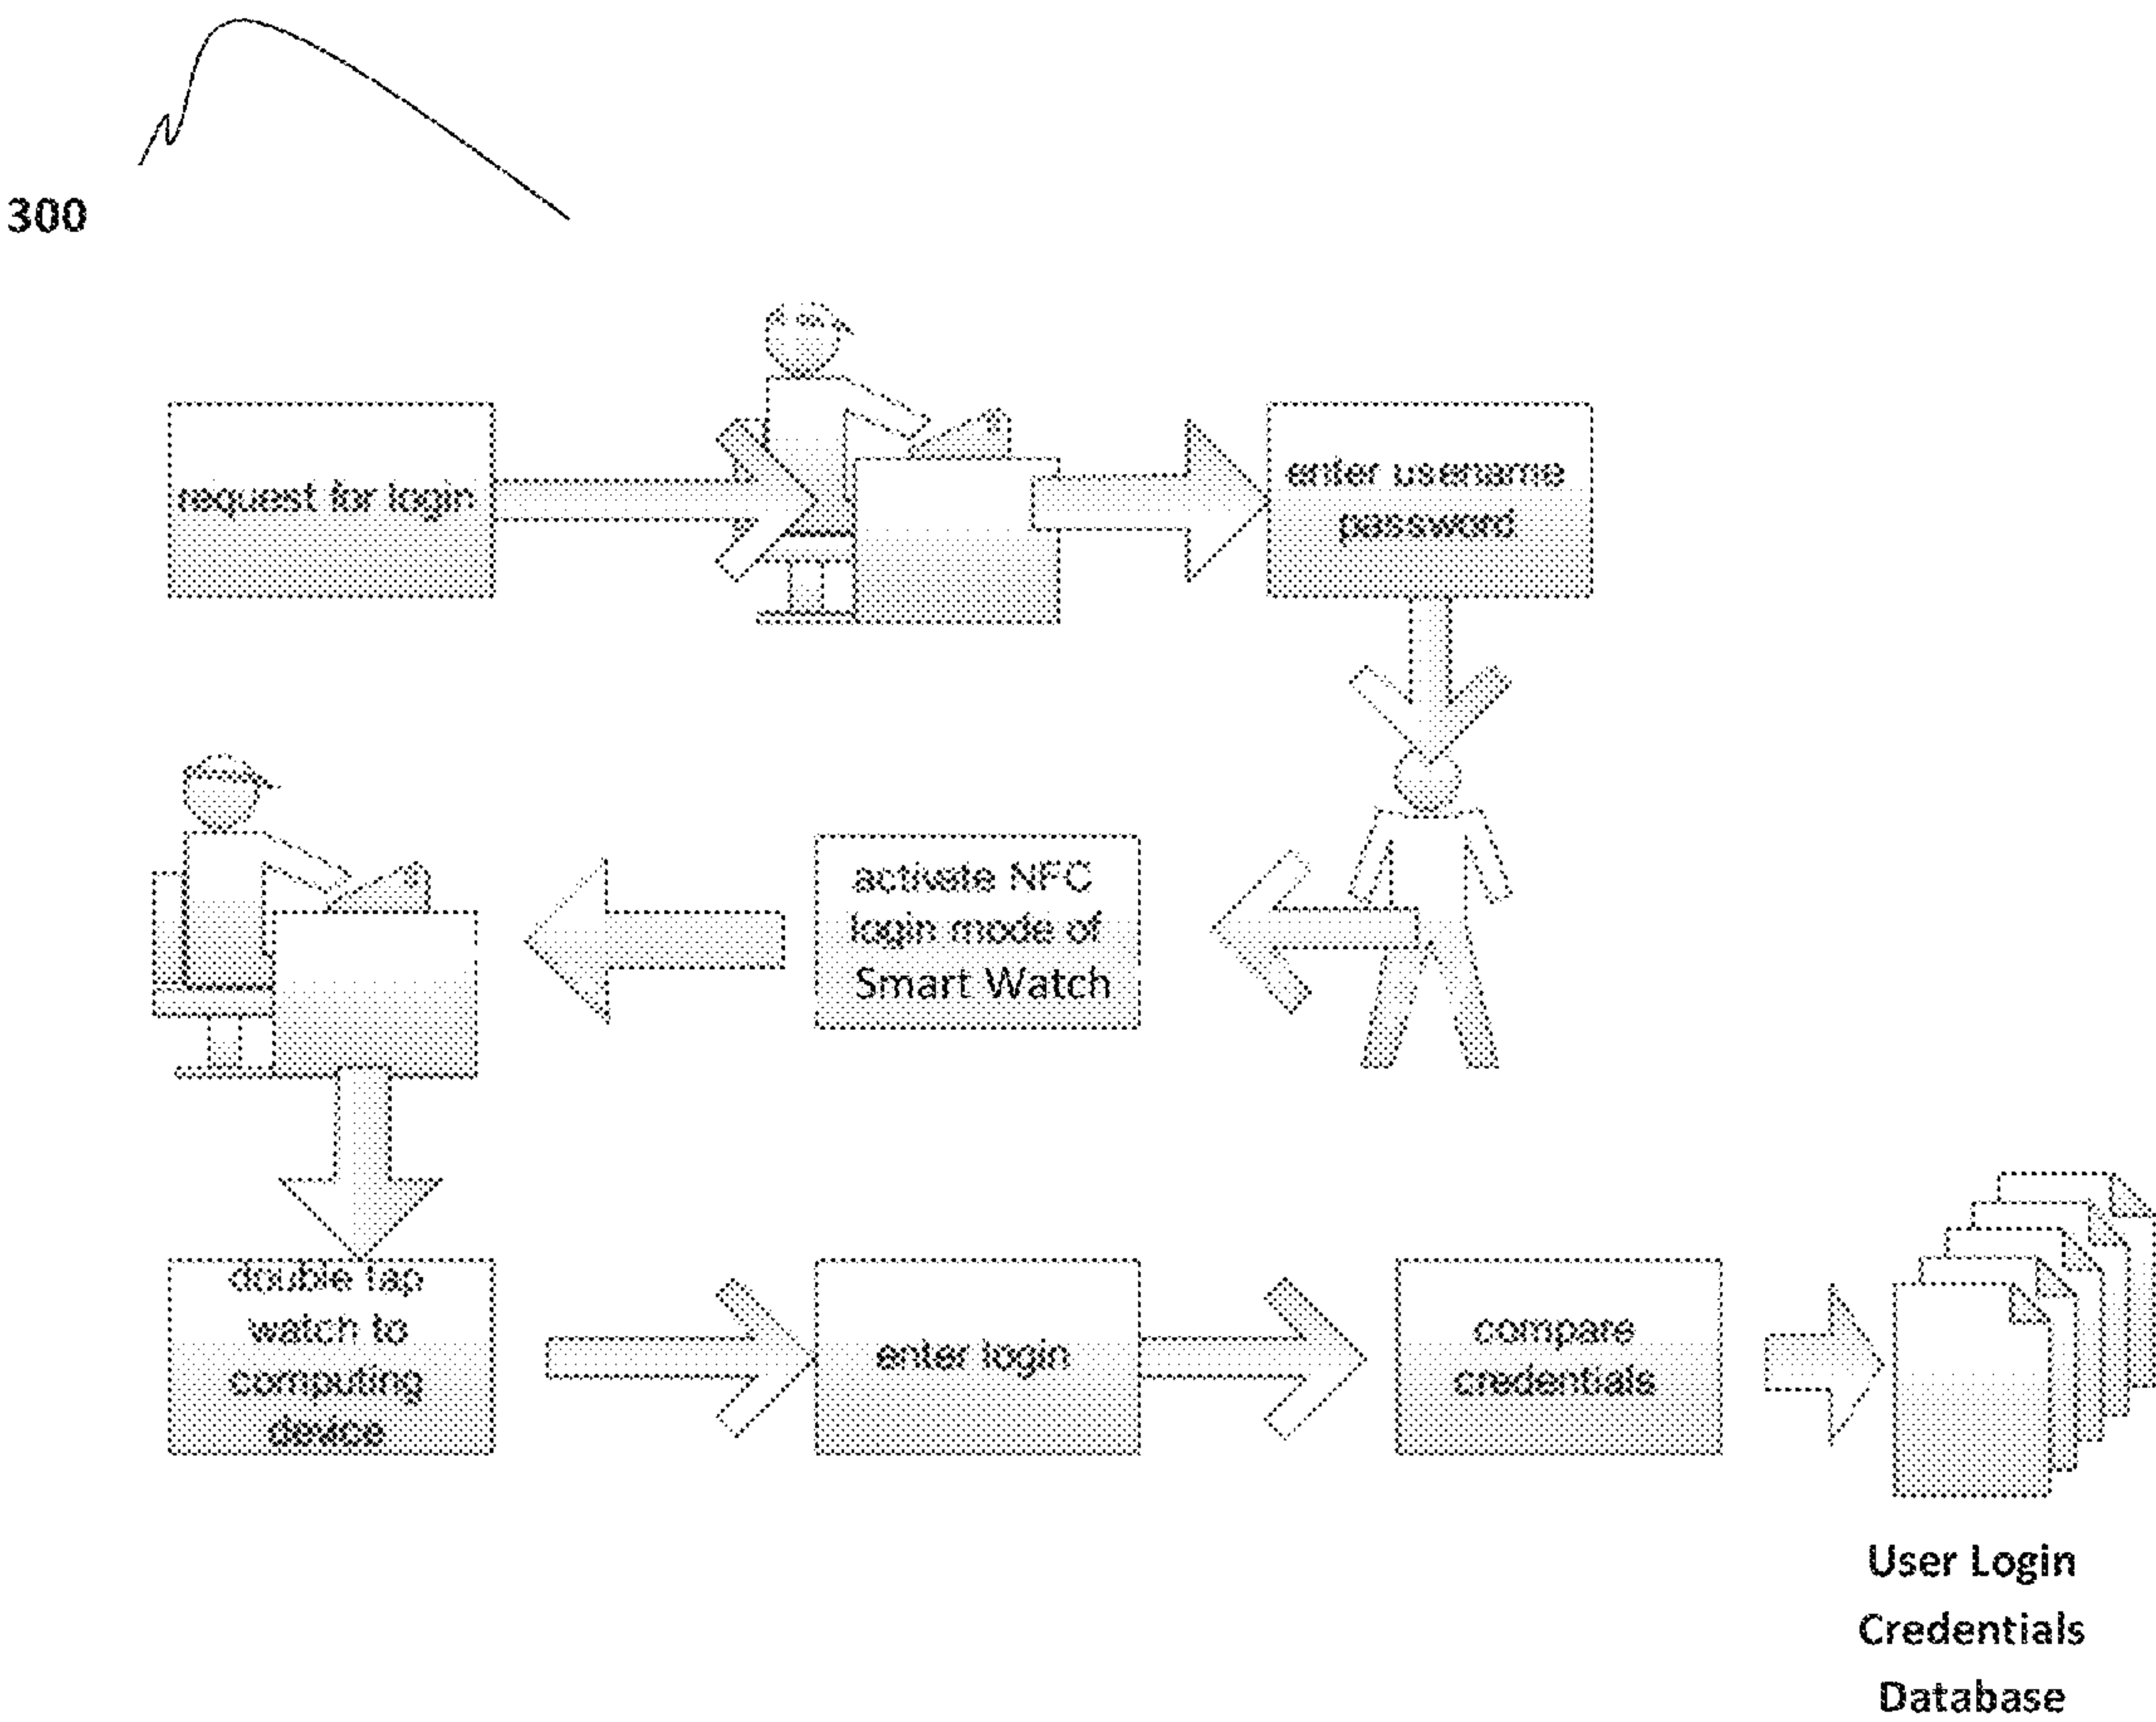 300
request for login
enter usename
password
activate NFC
login mode of
Smart Watch
double tap
watch to
computing
device
enter login
compare
credentials
User Login
Credentials
Database